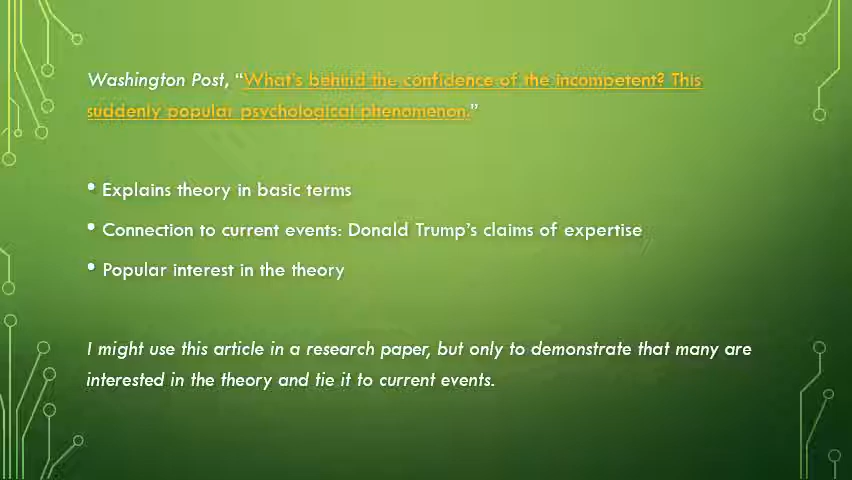 Washington Post, “What’s behind the confidence of the incompetent? This
suddenly popular psychological phenomenon.”
• Explains theory in basic terms
• Connection to current events: Donald Trump’s claims of expertise
• Popular interest in the theory
I might use this article in a research paper, but only to demonstrate that many are
interested in the theory and tie it to current events.